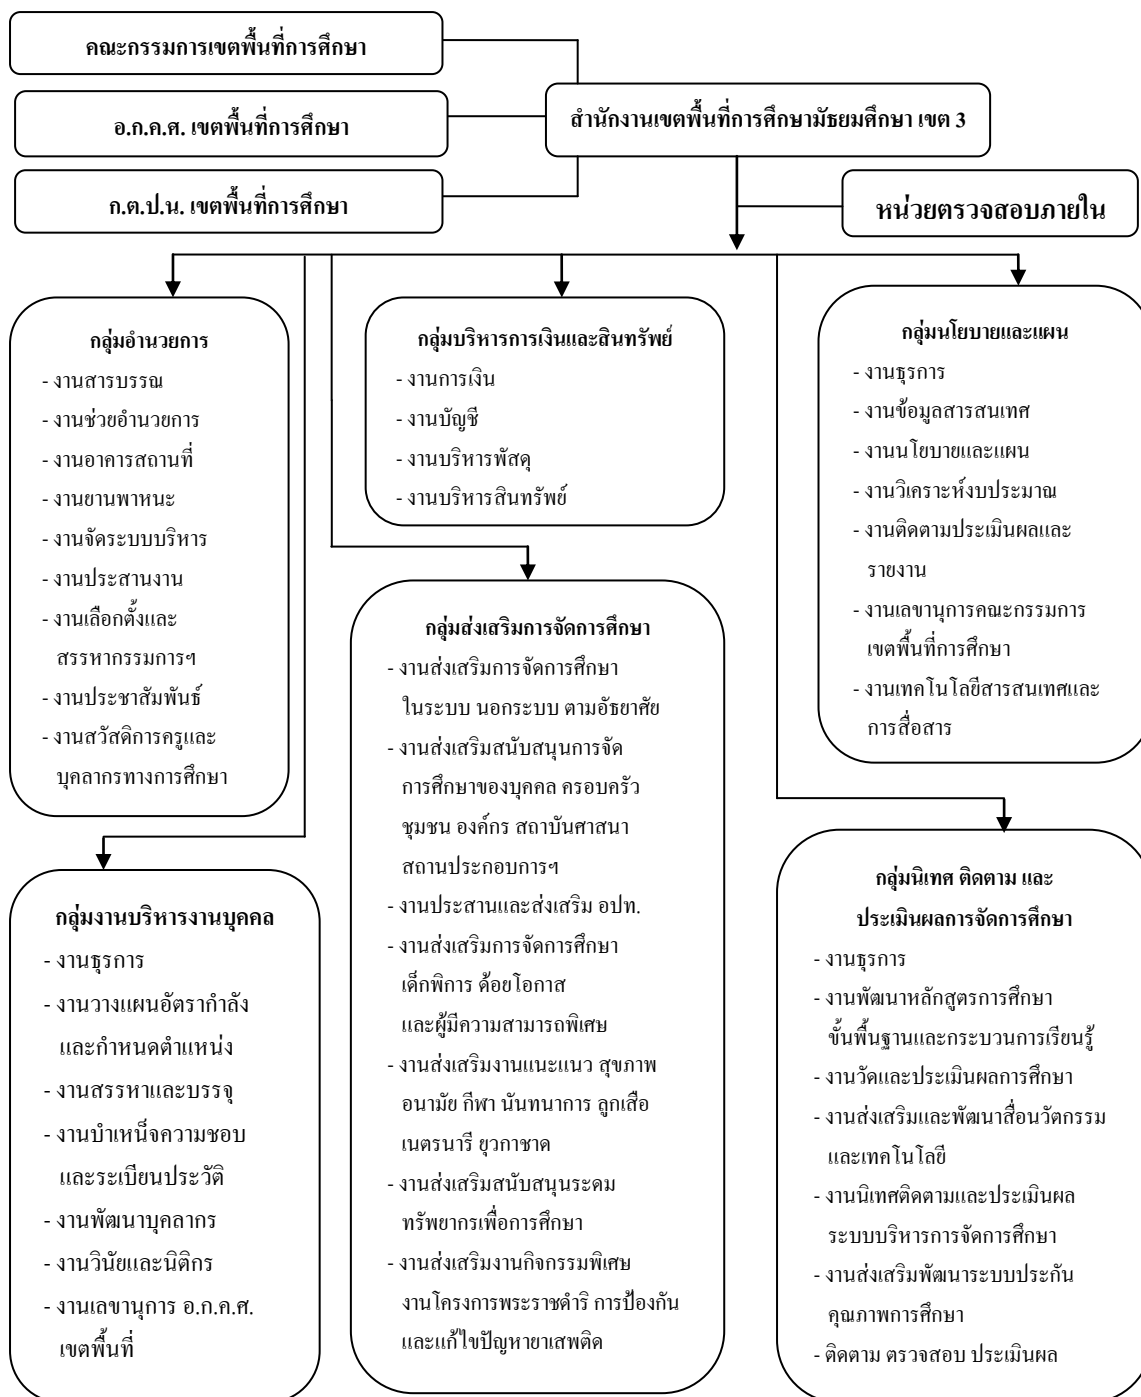 คณะกรรมการเขตพื้นที่การศึกษา
อ.ก.ค.ศ. เขตพื้นที่การศึกษา
สำนักงานเขตพื้นที่การศึกษามัธยมศึกษา เขต 3
ก.ต.ป.น. เขตพื้นที่การศึกษา
หน่วยตรวจสอบภายใน
กลุ่มอำนวยการ
- งานสารบรรณ
- งานช่วยอำนวยการ
- งานอาคารสถานที่
- งานยานพาหนะ
- งานจัดระบบบริหาร
- งานประสานงาน
- งานเลือกตั้งและ
สรรหากรรมการฯ
- งานประชาสัมพันธ์
- งานสวัสดิการครูและ
บุคลากรทางการศึกษา
กลุ่มบริหารการเงินและสินทรัพย์
- งานการเงิน
- งานบัญชี
- งานบริหารพัสดุ
- งานบริหารสินทรัพย์
กลุ่มนโยบายและแผน
- งานธุรการ
- งานข้อมูลสารสนเทศ
- งานนโยบายและแผน
- งานวิเคราะห์งบประมาณ
- งานติดตามประเมินผลและ
รายงาน
- งานเลขานุการคณะกรรมการ
เขตพื้นที่การศึกษา
- งานเทคโนโลยีสารสนเทศและ
การสื่อสาร
กลุ่มงานบริหารงานบุคคล
- งานธุรการ
- งานวางแผนอัตรากำลัง
และกำหนดตำแหน่ง
- งานสรรหาและบรรจุ
- งานบำเหน็จความชอบ
และระเบียนประวัติ
- งานพัฒนาบุคลากร
- งานวินัยและนิติกร
- งานเลขานุการ อ.ก.ค.ศ.
เขตพื้นที่
กลุ่มส่งเสริมการจัดการศึกษา
- งานส่งเสริมการจัดการศึกษา
ในระบบ นอกระบบ ตามอัธยาศัย
- งานส่งเสริมสนับสนุนการจัด
การศึกษาของบุคคล ครอบครัว
ชุมชน องค์กร สถาบันศาสนา
สถานประกอบการฯ
- งานประสานและส่งเสริม อปท.
- งานส่งเสริมการจัดการศึกษา
เด็กพิการ ด้อยโอกาส
และผู้มีความสามารถพิเศษ
- งานส่งเสริมงานแนะแนว สุขภาพ
อนามัย กีฬา นันทนาการ ลูกเสือ
เนตรนารี ยุวกาชาด
- งานส่งเสริมสนับสนุนระดม
ทรัพยากรเพื่อการศึกษา
- งานส่งเสริมงานกิจกรรมพิเศษ
งานโครงการพระราชดำริ การป้องกัน
และแก้ไขปัญหายาเสพติด
กลุ่มนิเทศ ติดตาม และ
ประเมินผลการจัดการศึกษา
- งานธุรการ
- งานพัฒนาหลักสูตรการศึกษา
ขั้นพื้นฐานและกระบวนการเรียนรู้
- งานวัดและประเมินผลการศึกษา
- งานส่งเสริมและพัฒนาสื่อนวัตกรรม
และเทคโนโลยี
- งานนิเทศติดตามและประเมินผล
ระบบบริหารการจัดการศึกษา
- งานส่งเสริมพัฒนาระบบประกัน
คุณภาพการศึกษา
- ติดตาม ตรวจสอบ ประเมินผล